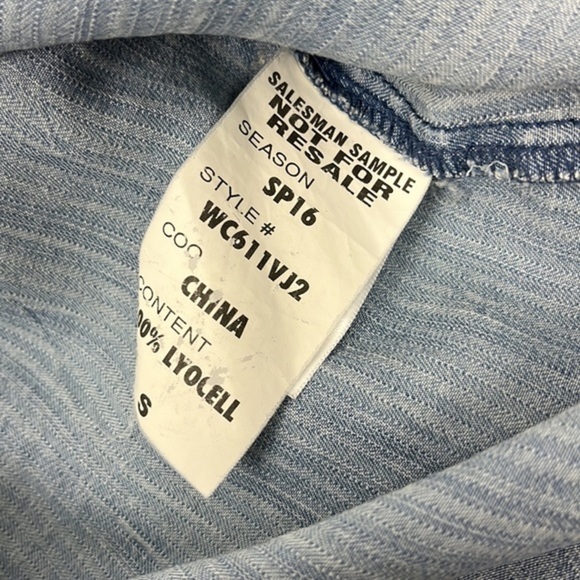 SALESMAN SAMPLE
NOT FOR
RESALE
SEASON
SP16
STYLE #
WC611VJ2
COO
CHINA
CONTENT
00% LYOCELL
S